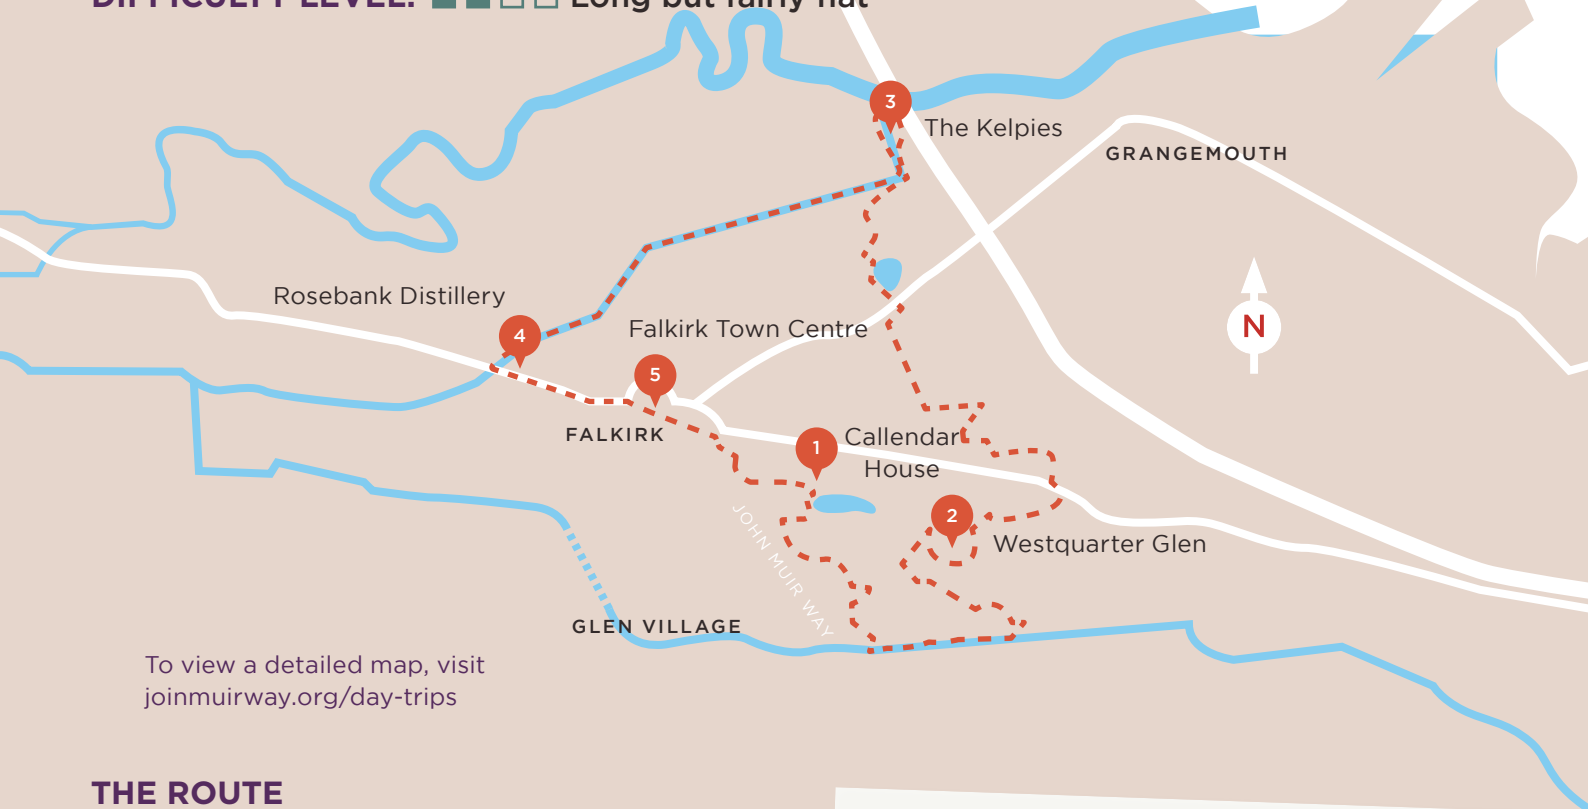 DIFFICULTY LEVEL: Long but fairly flat
3
The Kelpies
GRANGEMOUTH
Rosebank Distillery
4
Falkirk Town Centre
N
5
FALKIRK
1
Callendar
House
2
Westquarter Glen
JOHN MUIR WAY
GLEN VILLAGE
To view a detailed map, visit
joinmuirway.org/day-trips
THE ROUTE